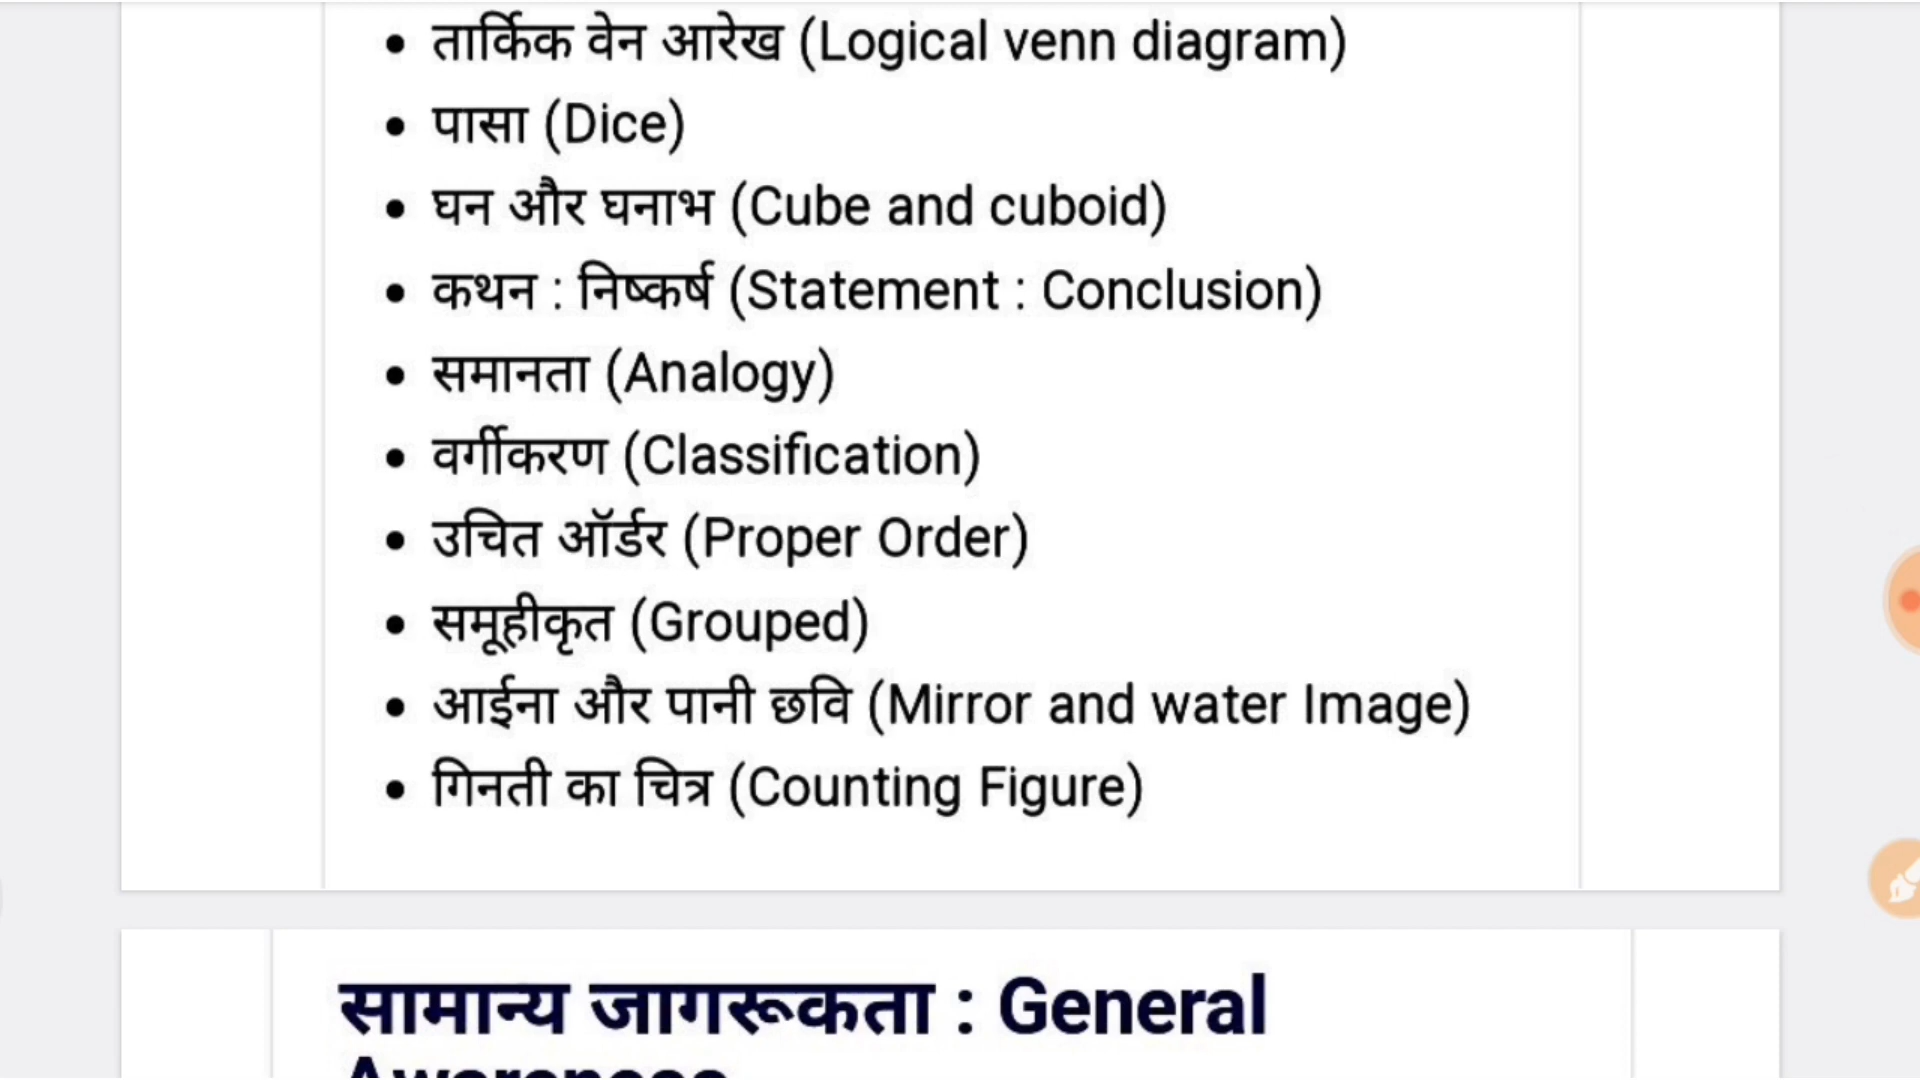 • तार्किक वेन आरेख (Logical venn diagram)
• पासा (Dice)
• घन और घनाभ (Cube and cuboid)
• कथन : निष्कर्ष (Statement : Conclusion)
• समानता (Analogy)
• वर्गीकरण (Classification)
• उचित ऑर्डर (Proper Order)
• समूहीकृत (Grouped)
• आईना और पानी छवि (Mirror and water Image)
• गिनती का चित्र (Counting Figure)
सामान्य जागरूकता : General
Awareness